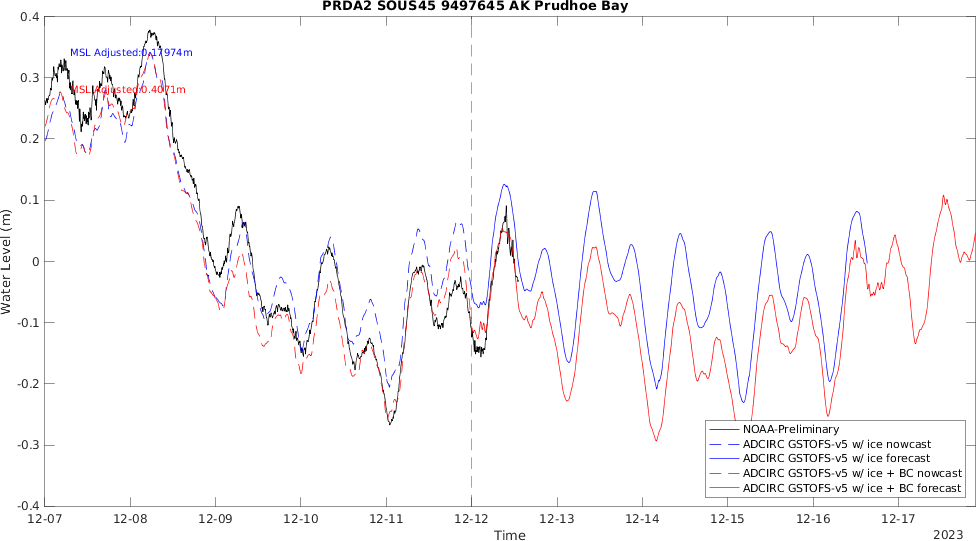 PRDA2 SOUS45 9497645 AK Prudhoe Bay
0.4
0.3
0.2
0.1
0
-0.1
-0.2
-0.3
-0.4
Water Level (m)
MSL Adjusted:0.17974m
MSL Adjusted:0.4071m
NOAA-Preliminary
ADCIRC GSTOFS-v5 w/ ice nowcast
ADCIRC GSTOFS-v5 w/ ice forecast
ADCIRC GSTOFS-v5 w/ ice + BC nowcast
ADCIRC GSTOFS-v5 w/ ice + BC forecast
12-07 12-08 12-09 12-10 12-11 12-12 12-13 12-14 12-15 12-16 12-17
Time
2023